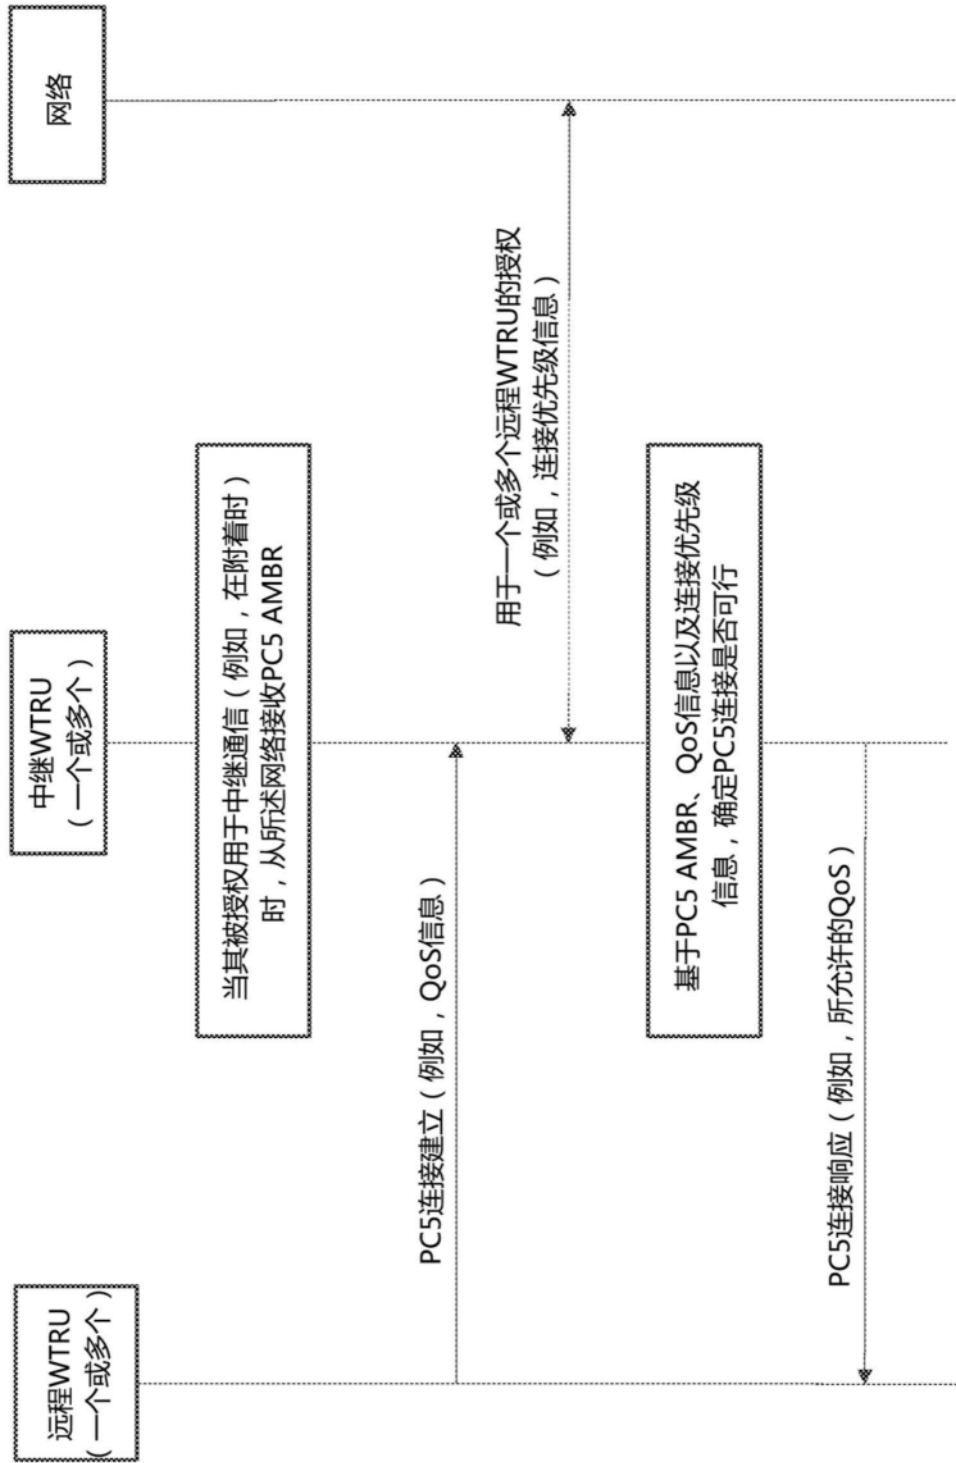 远程WTRU
（一个或多个）
中继WTRU
（一个或多个）
网络
当其被授权用于中继通信（例如，在附着时）
时，从所述网络接收PC5 AMBR
PC5连接建立（例如，QoS信息）
用于一个或多个远程WTRU的授权
（例如，连接优先级信息）
基于PC5 AMBR、QoS信息以及连接优先级
信息，确定PC5连接是否可行
PC5连接响应（例如，所允许的QoS）